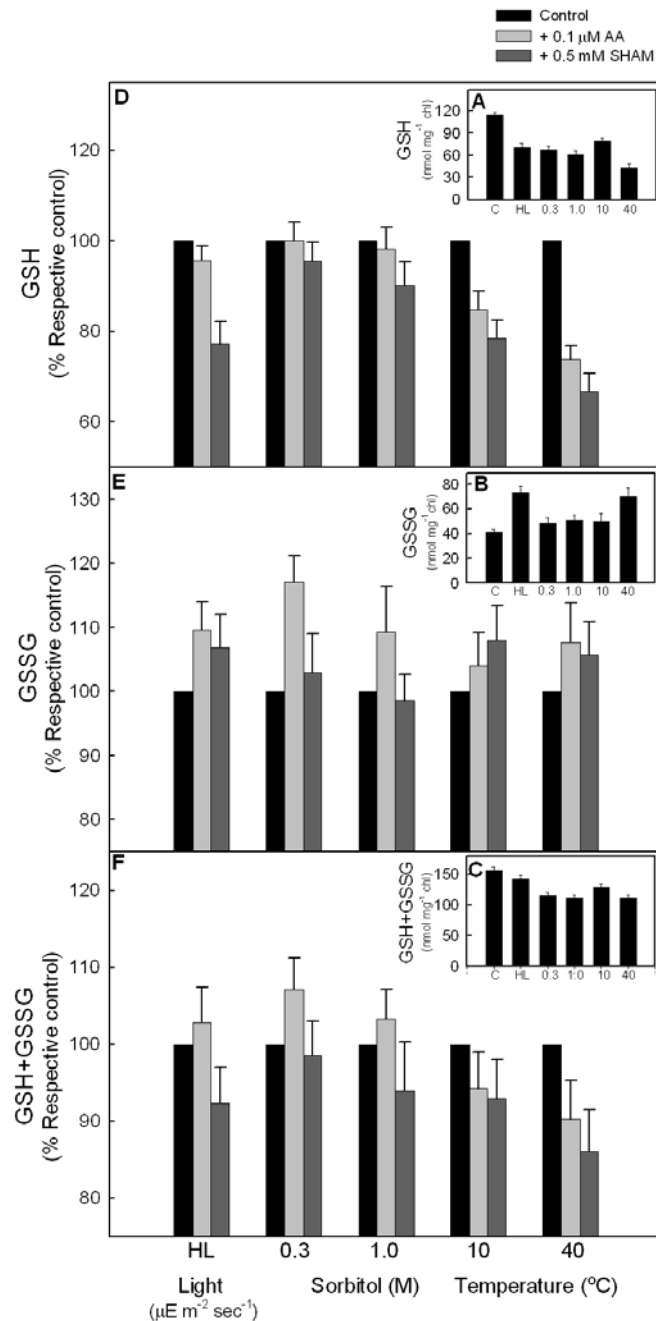 Control
+ 0.1 μM AA
+ 0.5 mM SHAM
D
GSH
(% Respective control)
120
100
80
60
A
GSH
(nmol mg⁻¹ chl)
120
90
60
30
0
C HL 0.3 1.0 10 40
E
GSSG
(% Respective control)
130
120
110
100
90
80
B
GSSG
(nmol mg⁻¹ chl)
80
60
40
20
0
C HL 0.3 1.0 10 40
F
GSH+GSSG
(% Respective control)
120
110
100
90
80
C
GSH+GSSG
(nmol mg⁻¹ chl)
150
100
50
0
C HL 0.3 1.0 10 40
HL 0.3 1.0 10 40
Light Sorbitol (M) Temperature (ºC)
(μE m⁻² sec⁻¹)